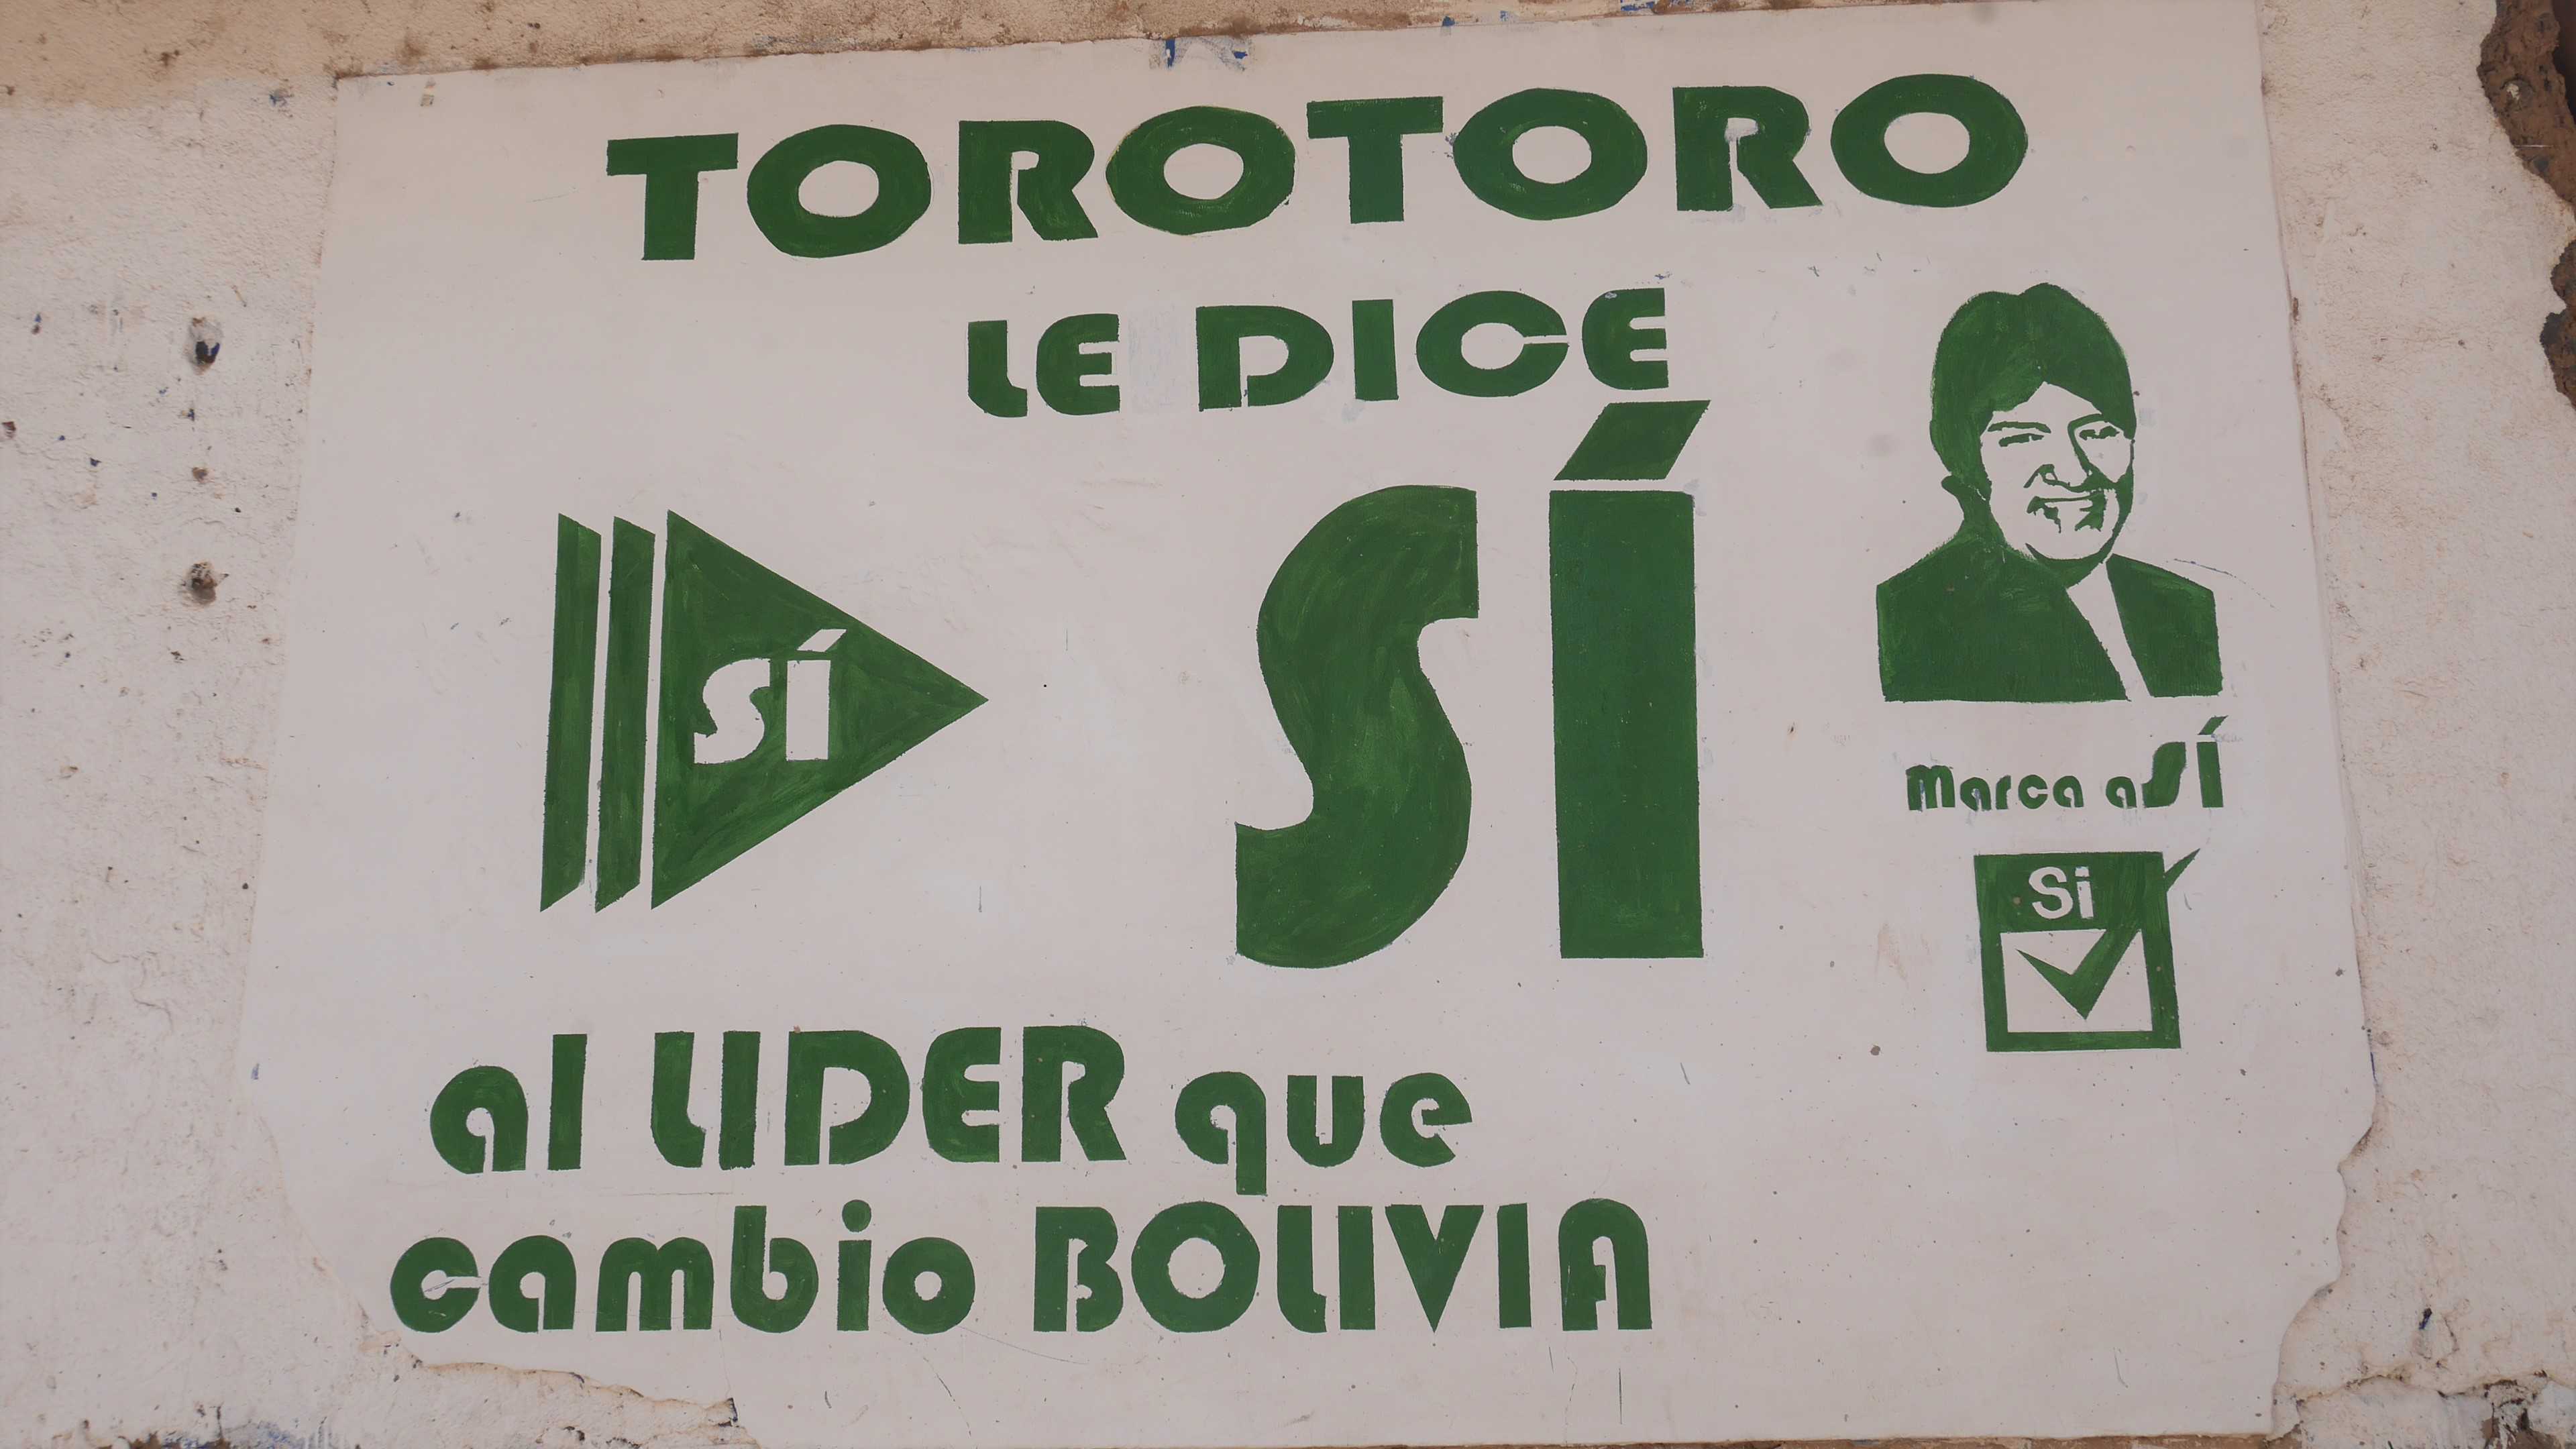 TOROTORO
LE DICE
SÍ
SÍ
al LIDER que
cambio BOLIVIA
Marca aSÍ
Si